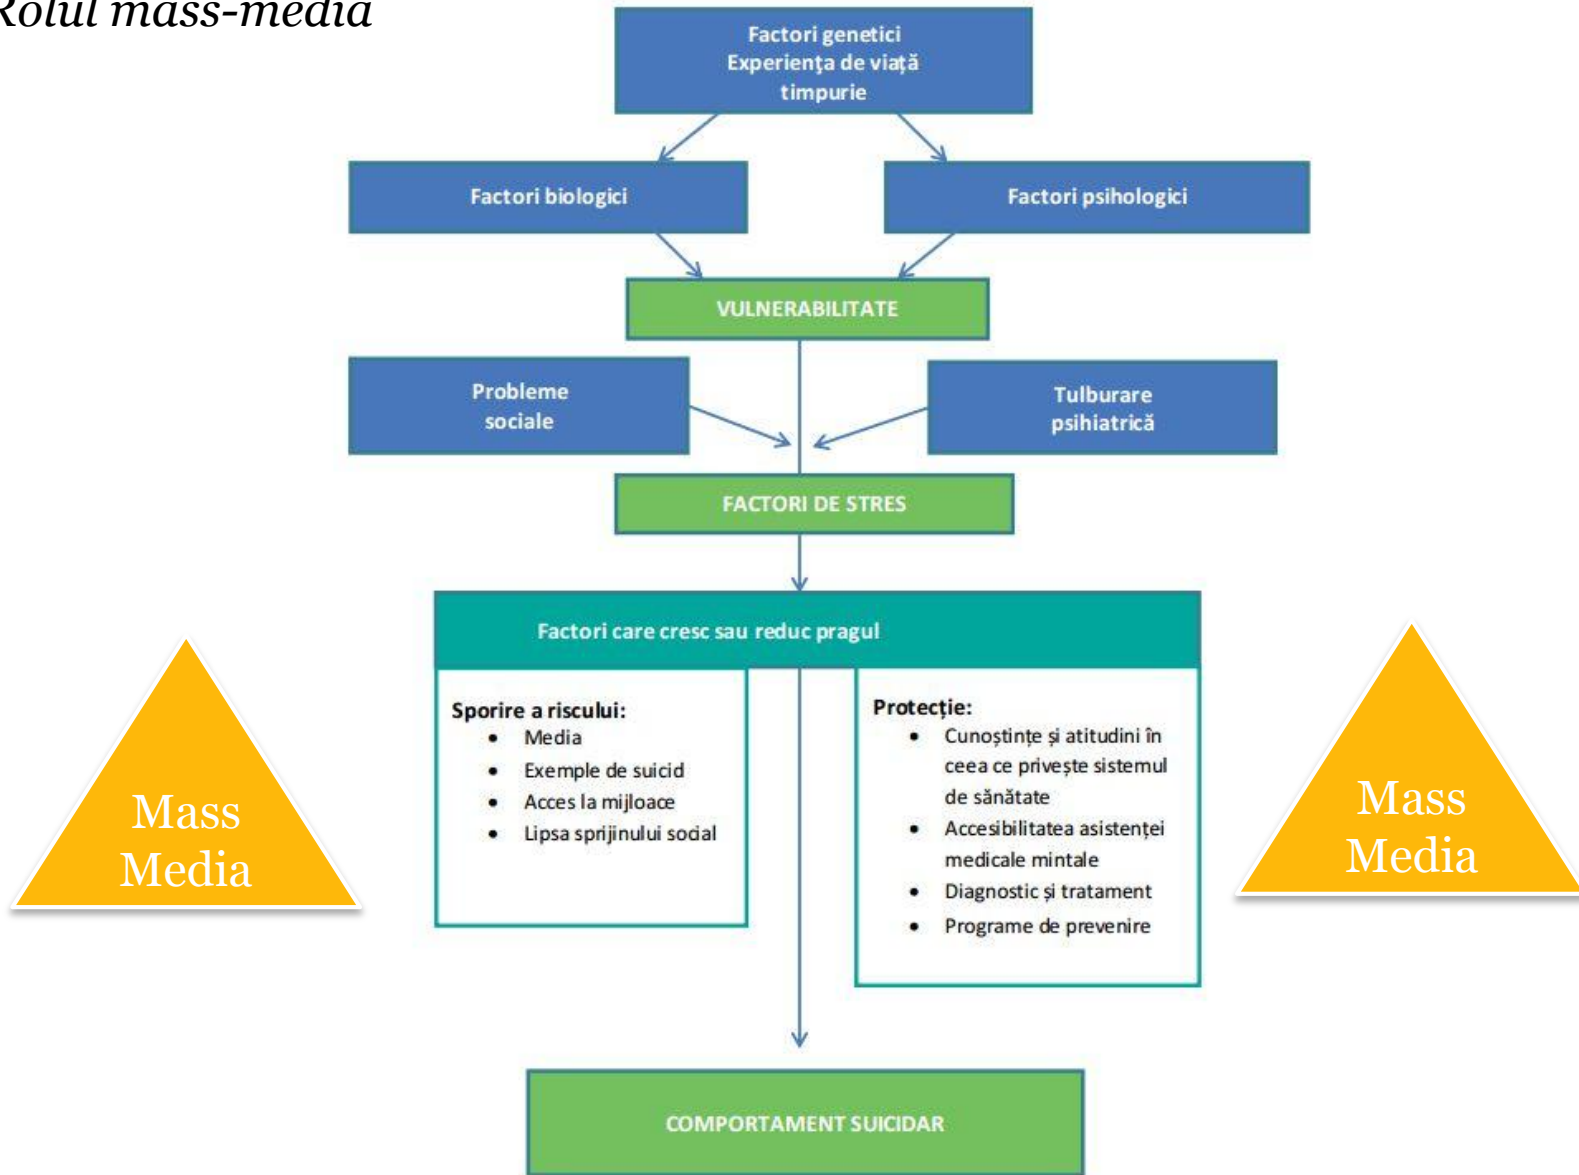 Rolul mass-media
Factori genetici
Experiența de viață
timpurie
Factori biologici
Factori psihologici
VULNERABILITATE
Probleme
sociale
Tulburare
psihiatrică
FACTORI DE STRES
Factori care cresc sau reduc pragul
Sporire a riscului:
• Media
• Exemple de suicid
• Acces la mijloace
• Lipsa sprijinului social
Protecție:
• Cunoștințe și atitudini în
ceea ce privește sistemul
de sănătate
• Accesibilitatea asistenței
medicale mintale
• Diagnostic și tratament
• Programe de prevenire
Mass
Media
Mass
Media
COMPORTAMENT SUICIDAR